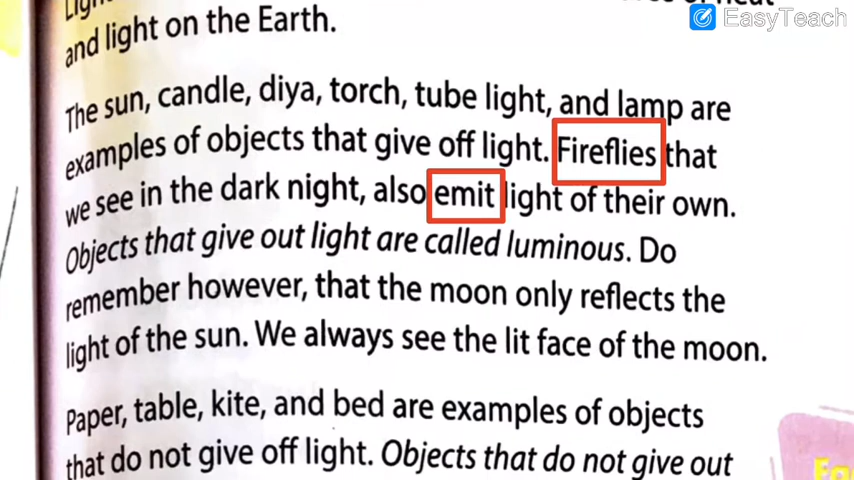 EasyTeach
and light on the Earth.
The sun, candle, diya, torch, tube light, and lamp are
examples of objects that give off light. Fireflies that
we see in the dark night, also emit light of their own.
Objects that give out light are called luminous. Do
remember however, that the moon only reflects the
light of the sun. We always see the lit face of the moon.
Paper, table, kite, and bed are examples of objects
that do not give off light. Objects that do not give out